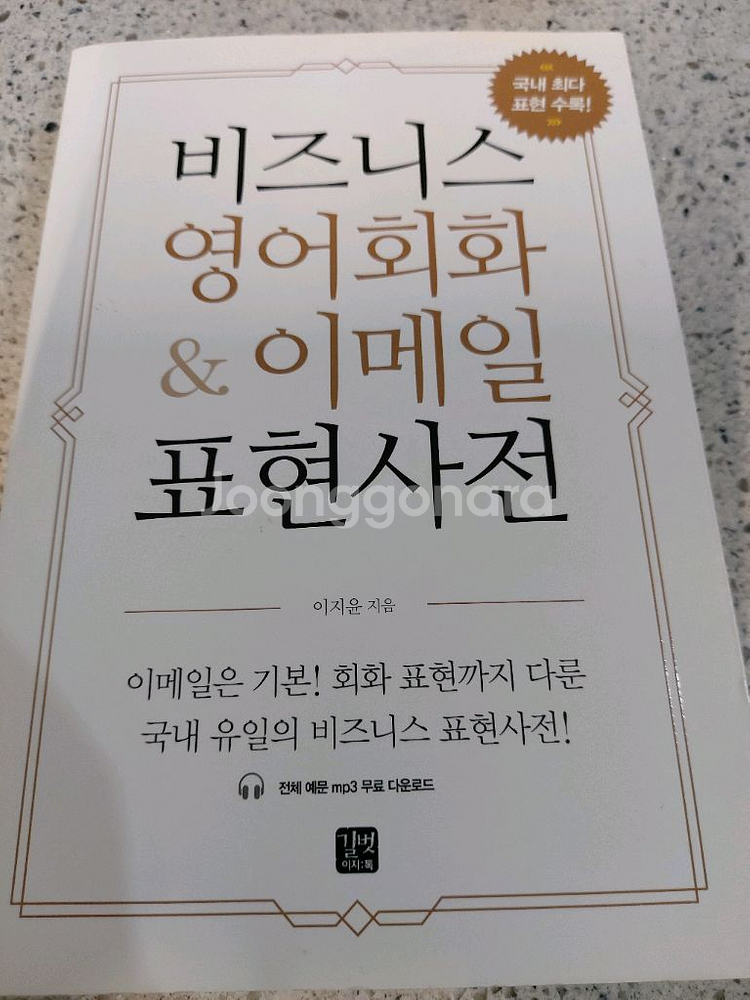 국내 최다
표현 수록!
비즈니스
영어회화
& 이메일
표현사전
Joonggonara
이지윤 지음
이메일은 기본! 회화 표현까지 다룬
국내 유일의 비즈니스 표현사전!
전체 예문 mp3 무료 다운로드
길벗
이지:톡